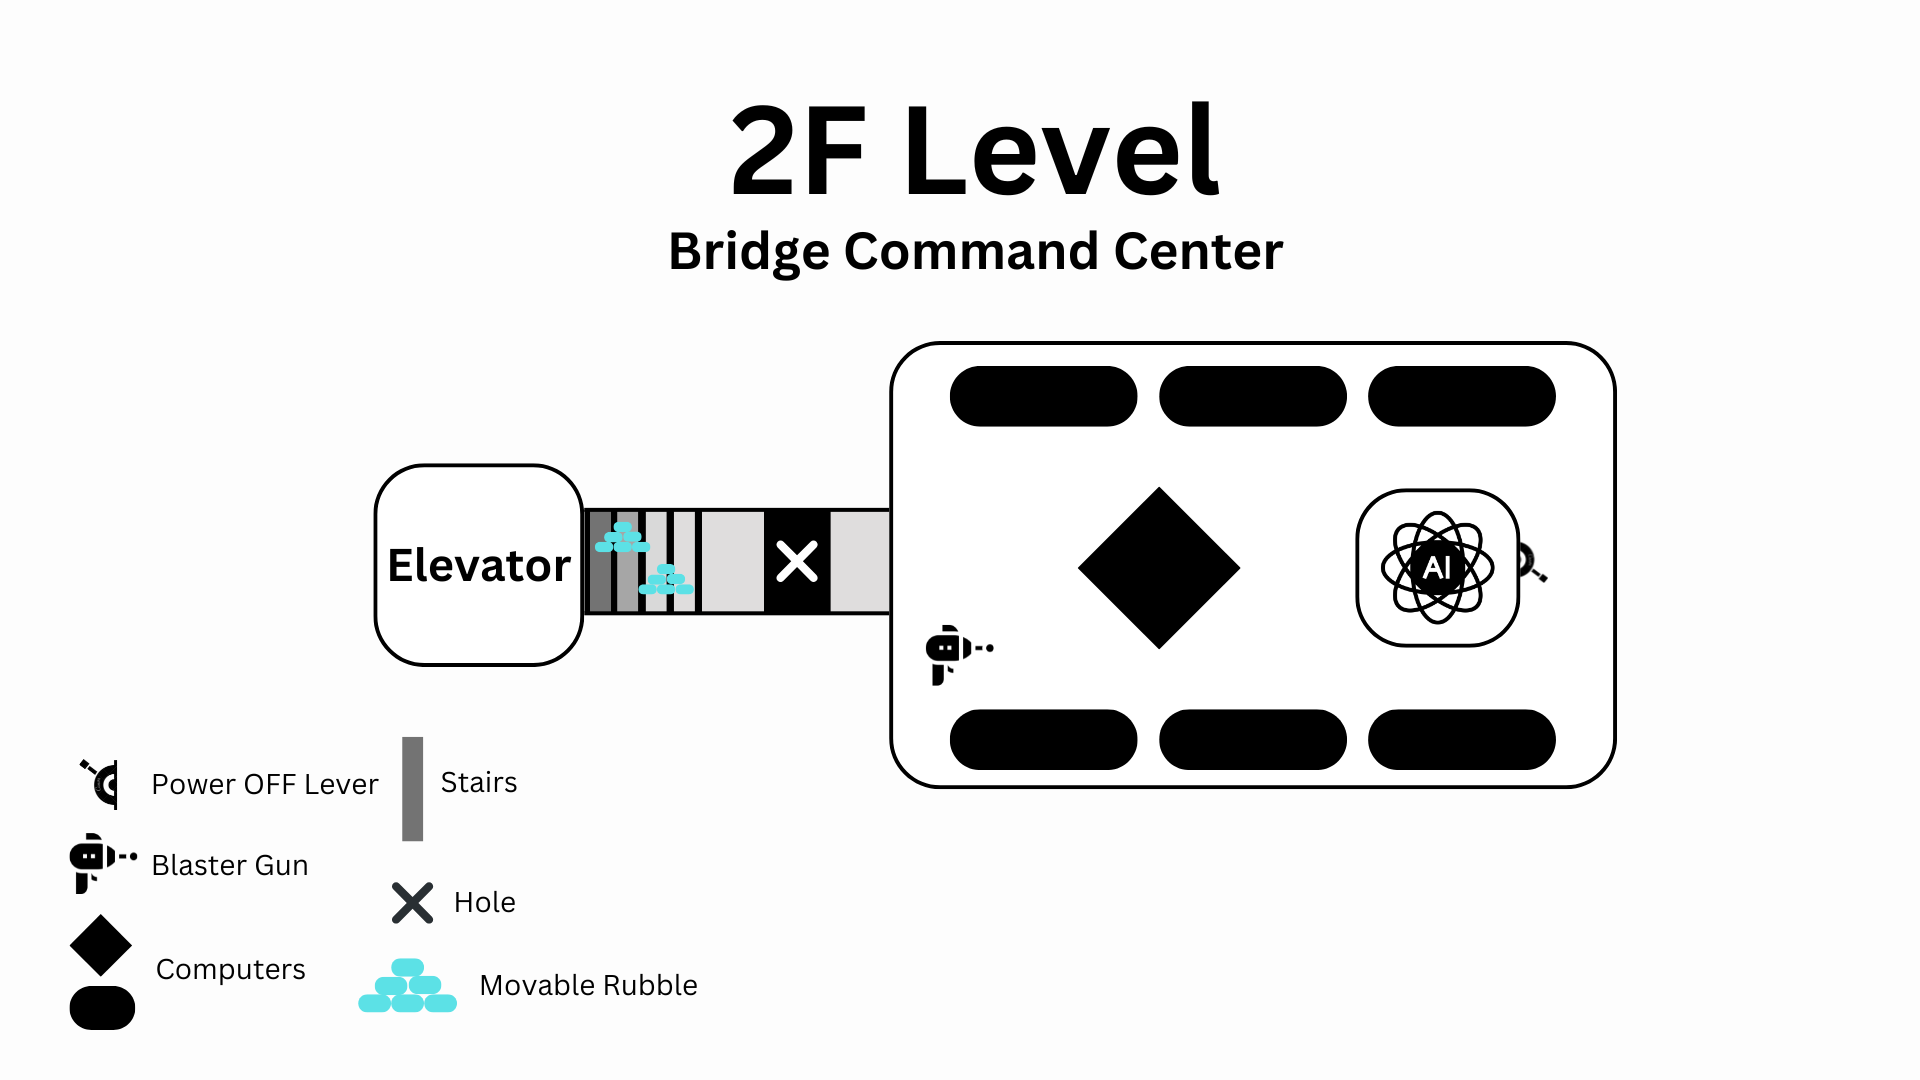 2F Level
Bridge Command Center
Elevator
AI
Power OFF Lever
Stairs
Blaster Gun
Hole
Computers
Movable Rubble